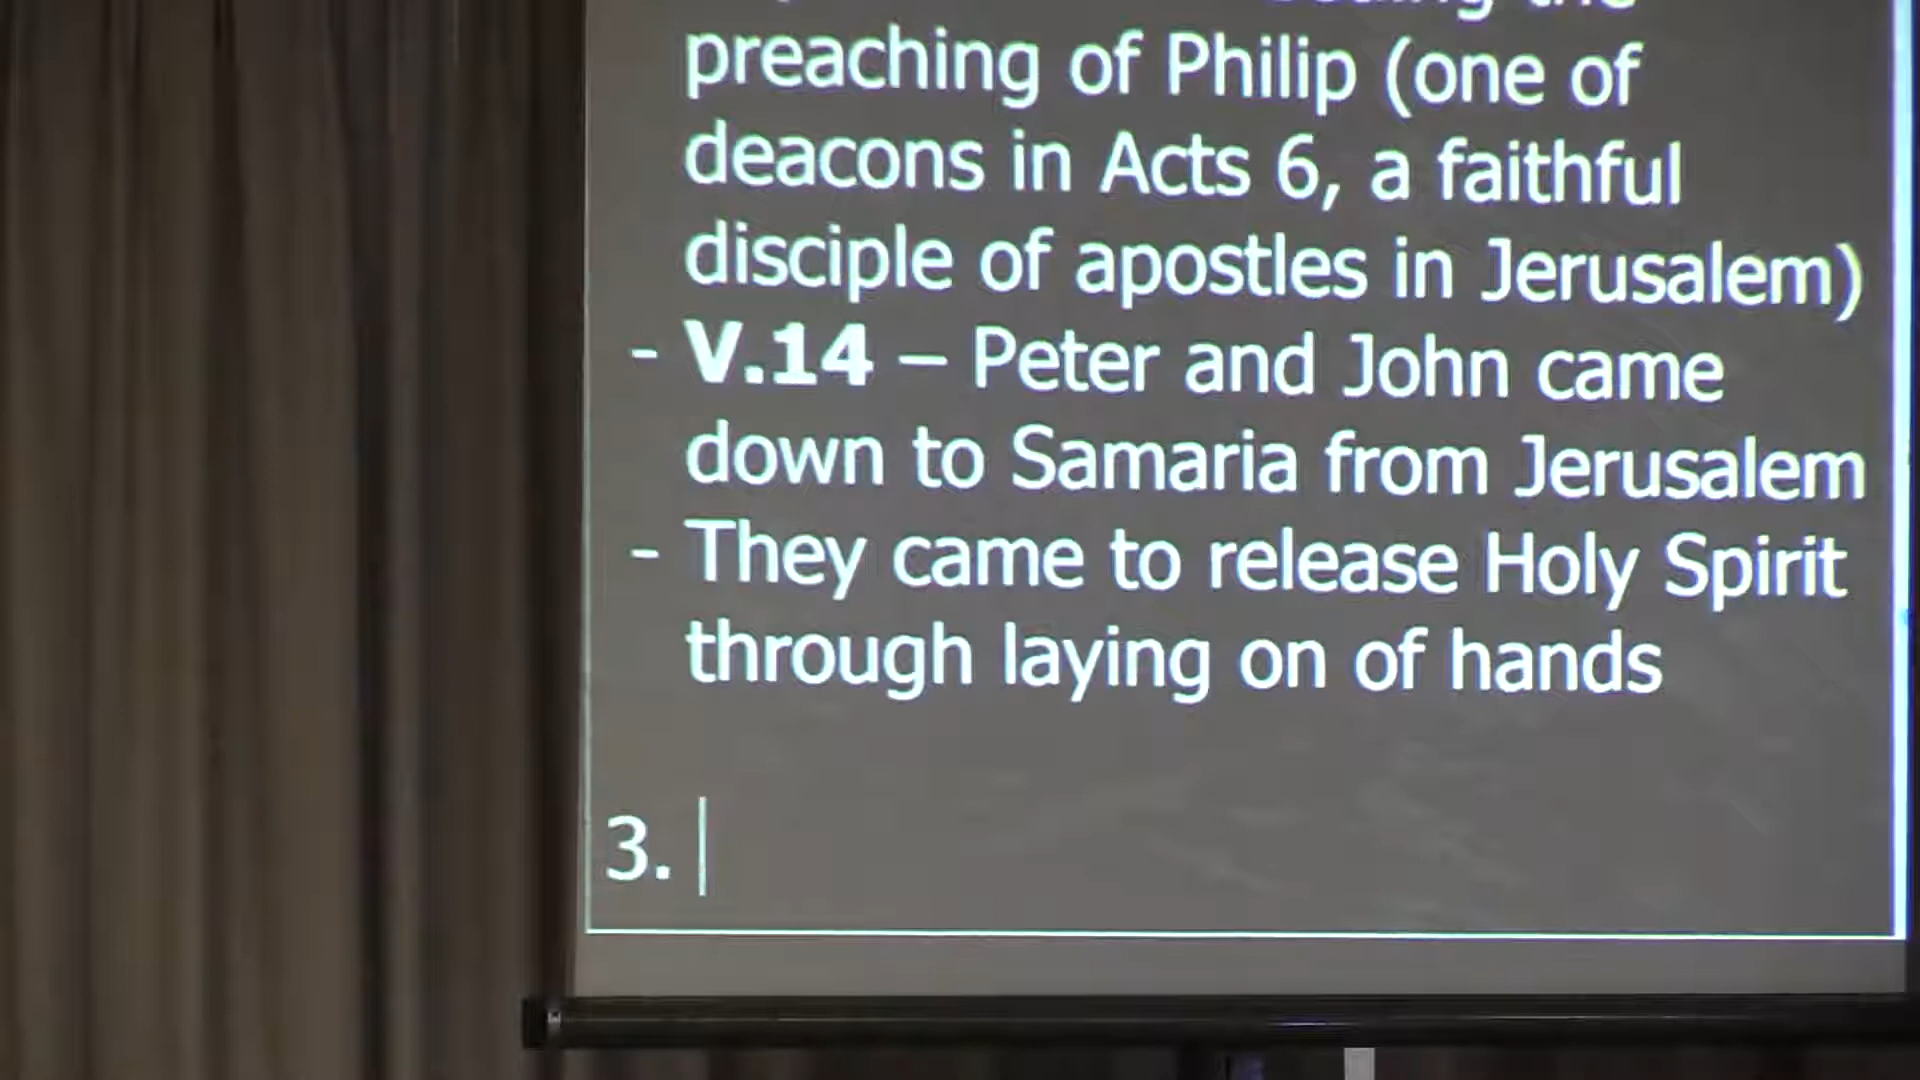 the
preaching of Philip (one of
deacons in Acts 6, a faithful
disciple of apostles in Jerusalem)
- V.14 – Peter and John came
down to Samaria from Jerusalem
- They came to release Holy Spirit
through laying on of hands
3.